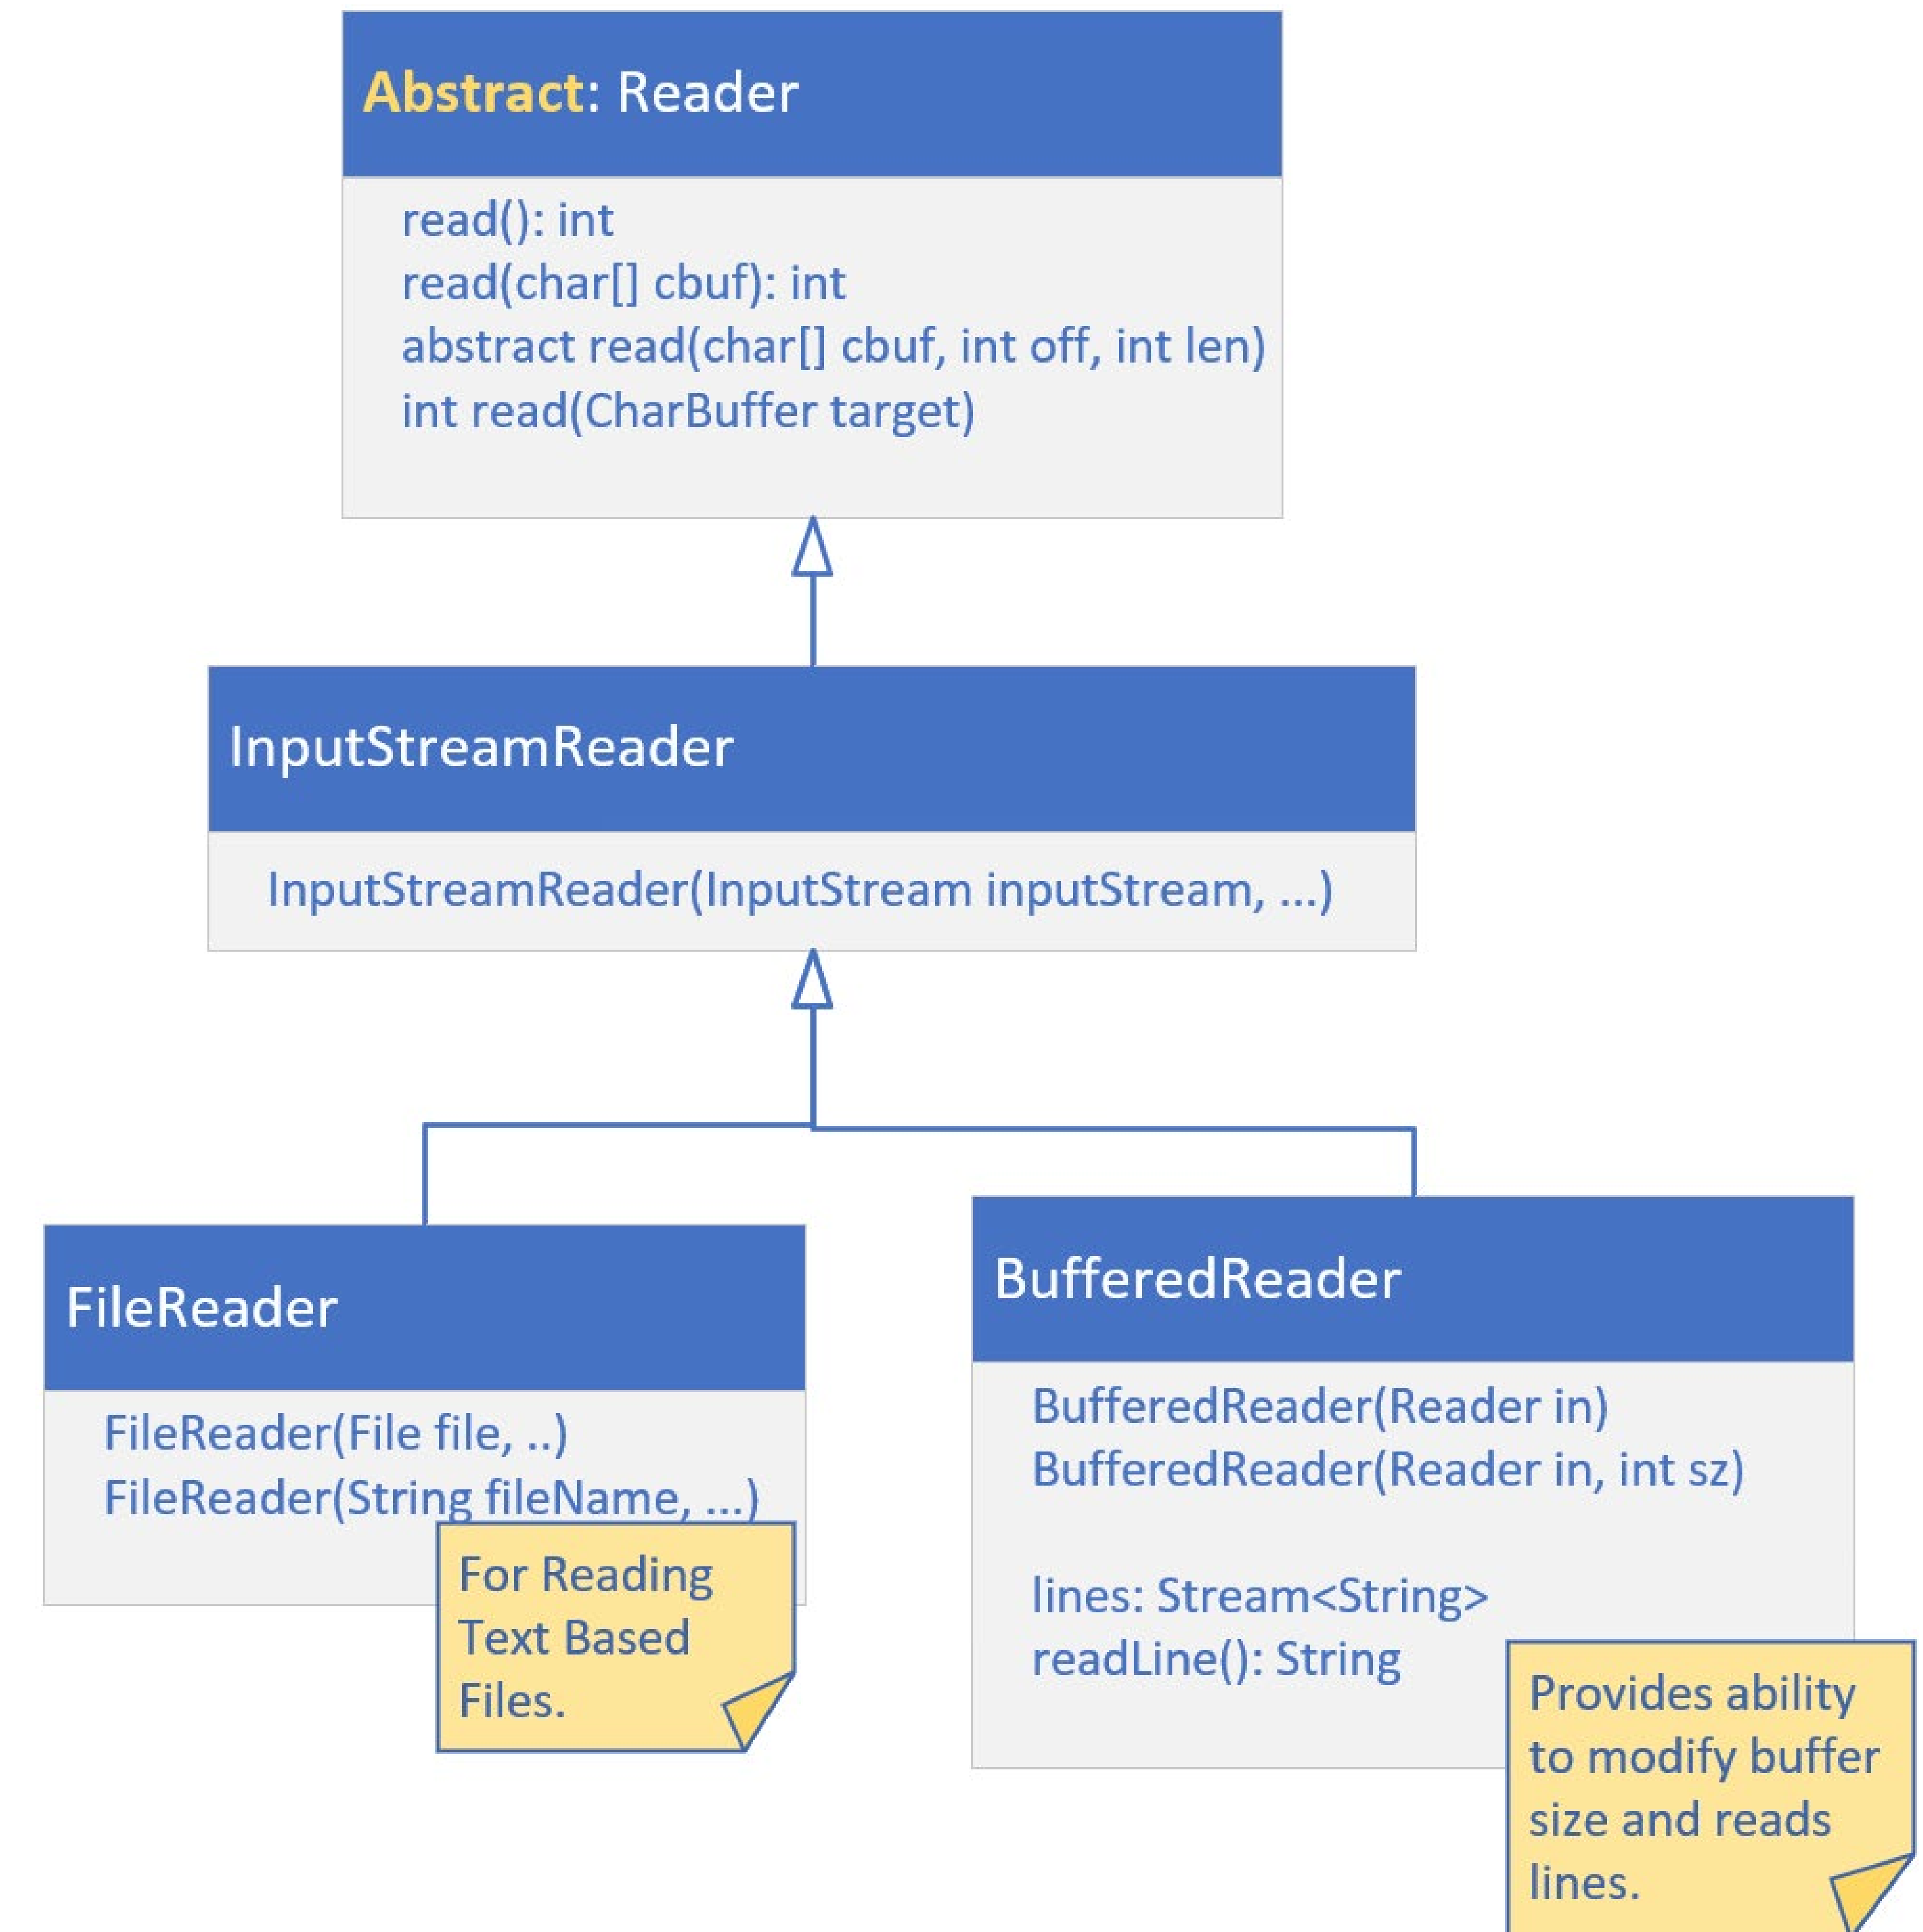 Abstract: Reader
read(): int
read(char[] cbuf): int
abstract read(char[] cbuf, int off, int len)
int read(CharBuffer target)
InputStreamReader
InputStreamReader(InputStream inputStream, ...)
FileReader
FileReader(File file, ..)
FileReader(String fileName, ...)
For Reading
Text Based
Files.
BufferedReader
BufferedReader(Reader in)
BufferedReader(Reader in, int sz)
lines: Stream<String>
readLine(): String
Provides ability
to modify buffer
size and reads
lines.